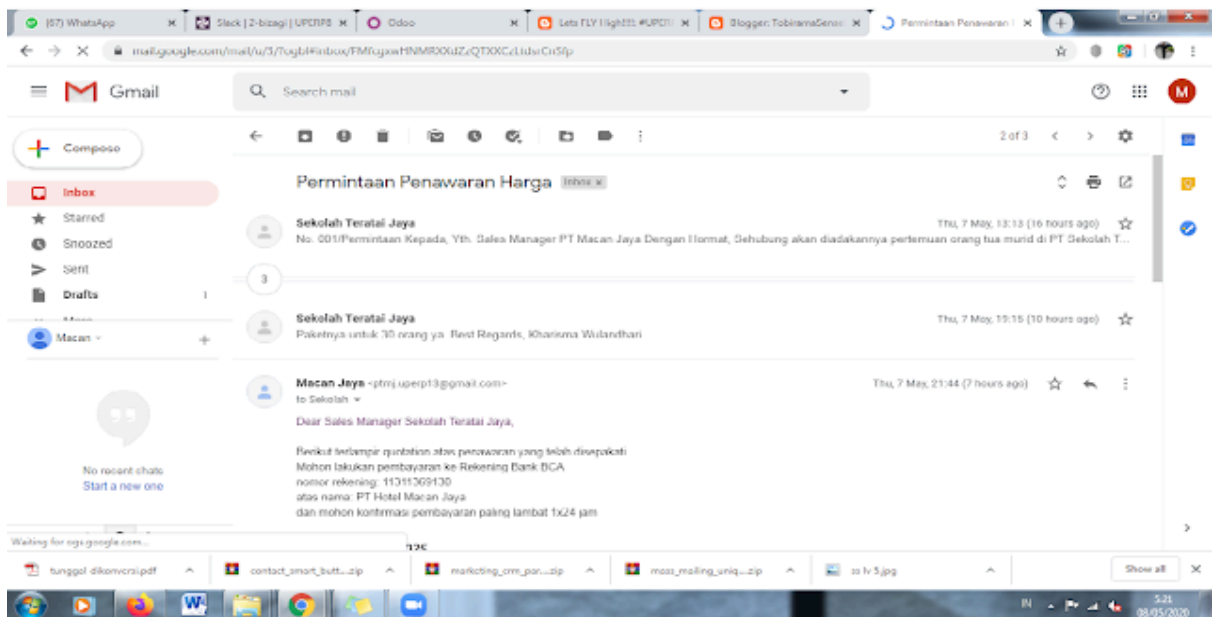 (67) WhatsApp
Slack | 2-bizagi | UPERP8
Odoo
Lets FLY High!!!! #UPERP
Blogger: TobiramaSensei
Permintaan Penawaran
Gmail
Search mail
M
Compose
2 of 3
Permintaan Penawaran Harga Inbox x
Inbox
Starred
Snoozed
Sent
Drafts 1
More
Macan
No recent chats
Start a new one
Sekolah Teratai Jaya
Thu, 7 May, 13:13 (16 hours ago)
No. 001/Permintaan Kepada, Yth. Sales Manager PT Macan Jaya Dengan Hormat, Sehubung akan diadakannya pertemuan orang tua murid di PT Sekolah T...
3
Sekolah Teratai Jaya
Thu, 7 May, 19:15 (10 hours ago)
Paketnya untuk 30 orang ya. Best Regards, Kharisma Wulandhari
Macan Jaya <ptmj.uperp13@gmail.com>
Thu, 7 May, 21:44 (7 hours ago)
to Sekolah
Dear Sales Manager Sekolah Teratai Jaya,
Berikut terlampir quotation atas penawaran yang telah disepakati
Mohon lakukan pembayaran ke Rekening Bank BCA
nomor rekening: 11311369130
atas nama: PT Hotel Macan Jaya
dan mohon konfirmasi pembayaran paling lambat 1x24 jam
Waiting for ogs.google.com...
tunggal dikonversi.pdf
contact_smart_butt....zip
marketing_crm_par....zip
mass_mailing_uniq....zip
ss lv 5.jpg
Show all
IN
5:21
08/05/2020